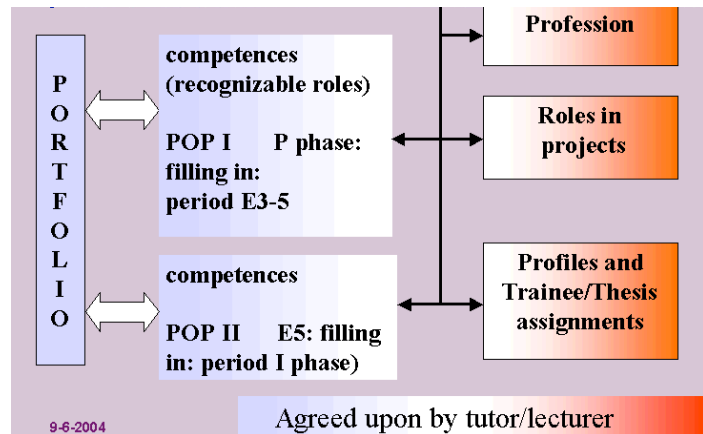 P
O
R
T
F
O
L
I
O
competences
(recognizable roles)
POP I P phase:
filling in:
period E3-5
competences
POP II E5: filling
in: period I phase)
Profession
Roles in
projects
Profiles and
Trainee/Thesis
assignments
9-6-2004
Agreed upon by tutor/lecturer